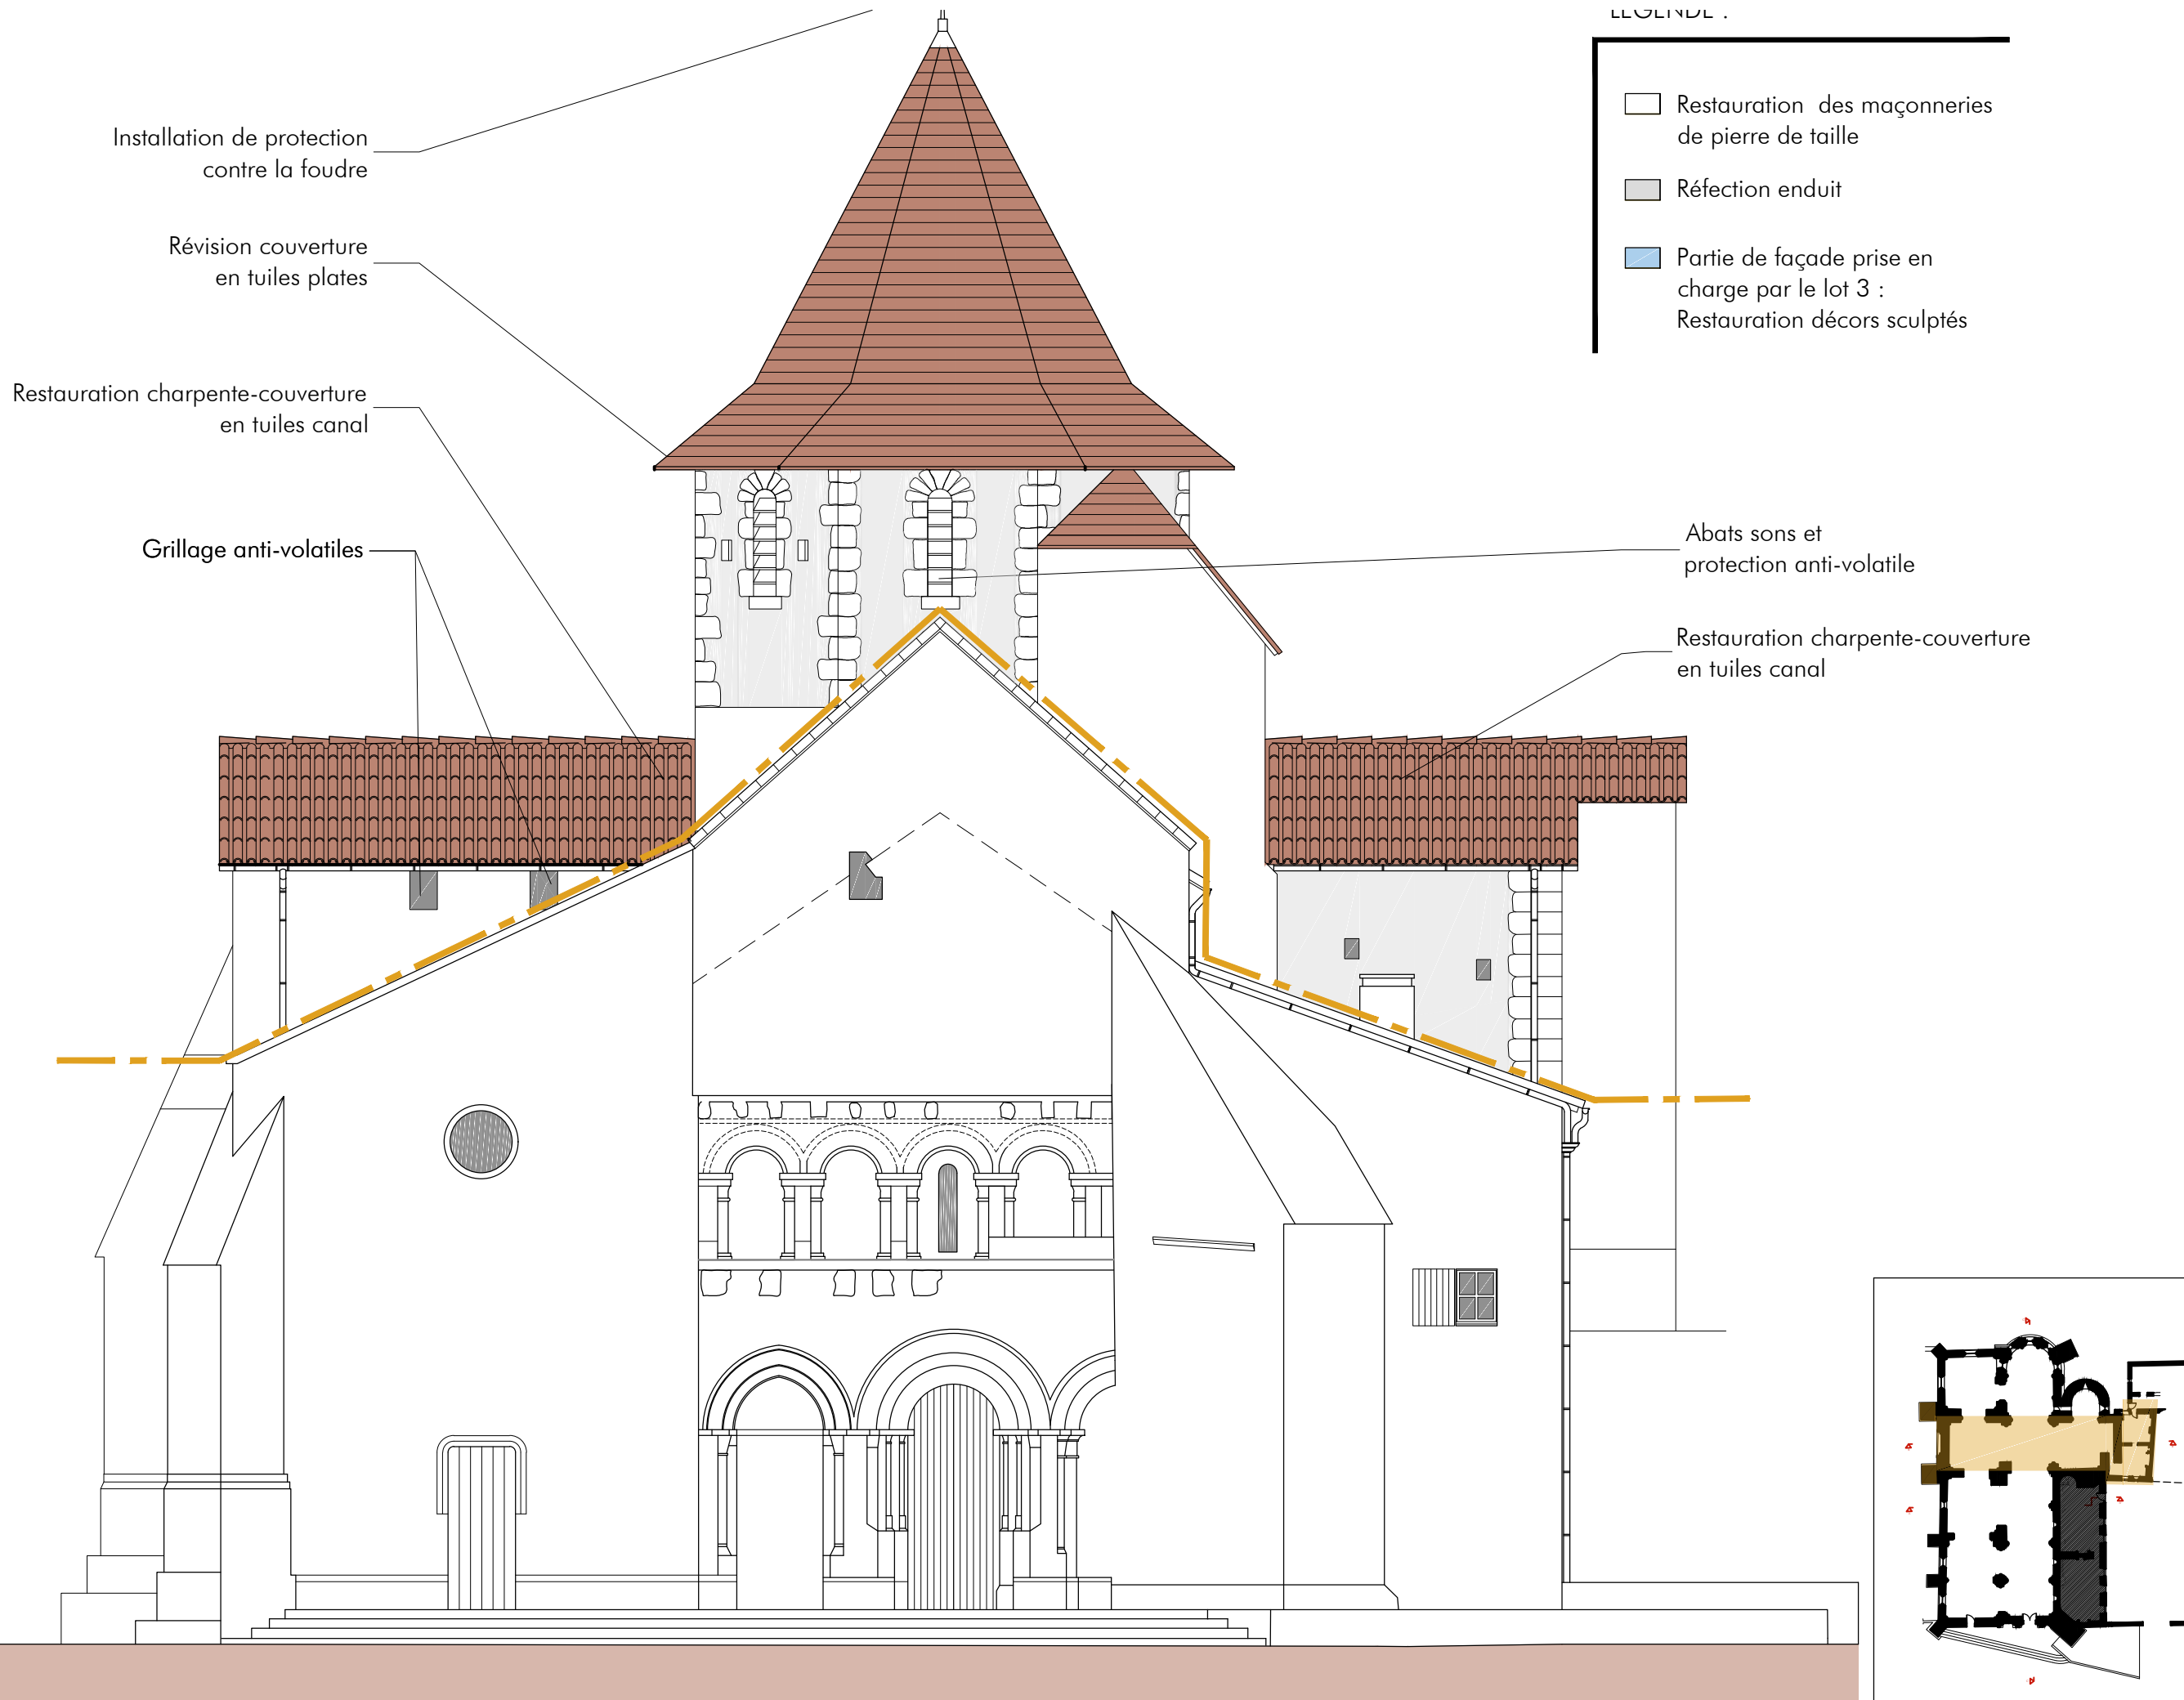 LEGENDE :
Restauration des maçonneries
de pierre de taille
Réfection enduit
Partie de façade prise en
charge par le lot 3 :
Restauration décors sculptés
Installation de protection
contre la foudre
Révision couverture
en tuiles plates
Restauration charpente-couverture
en tuiles canal
Grillage anti-volatiles
Abats sons et
protection anti-volatile
Restauration charpente-couverture
en tuiles canal